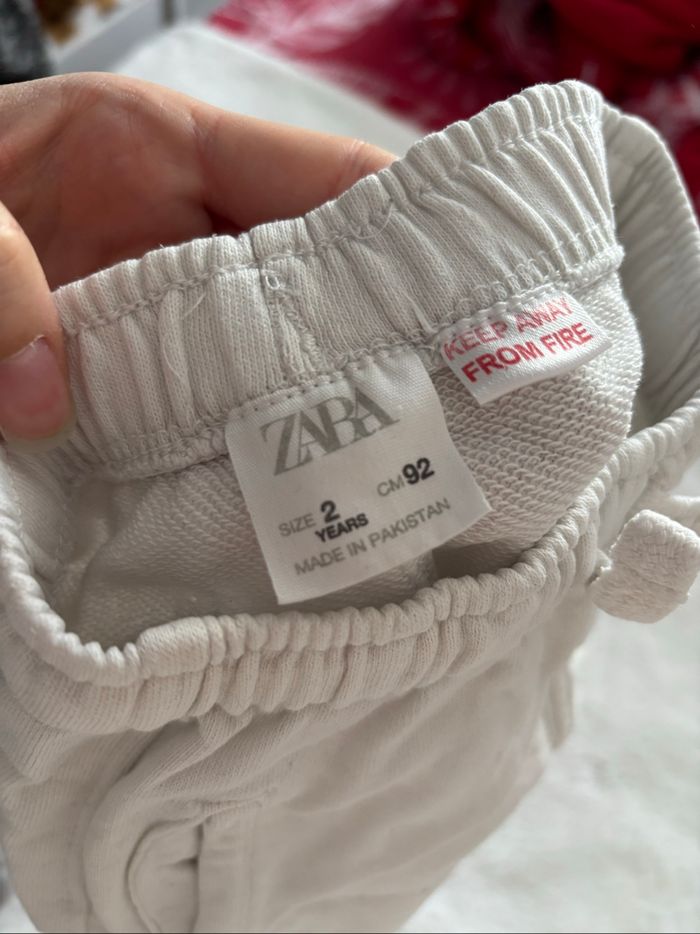 KEEP AWAY
FROM FIRE
ZARA
SIZE 2 YEARS CM 92
MADE IN PAKISTAN